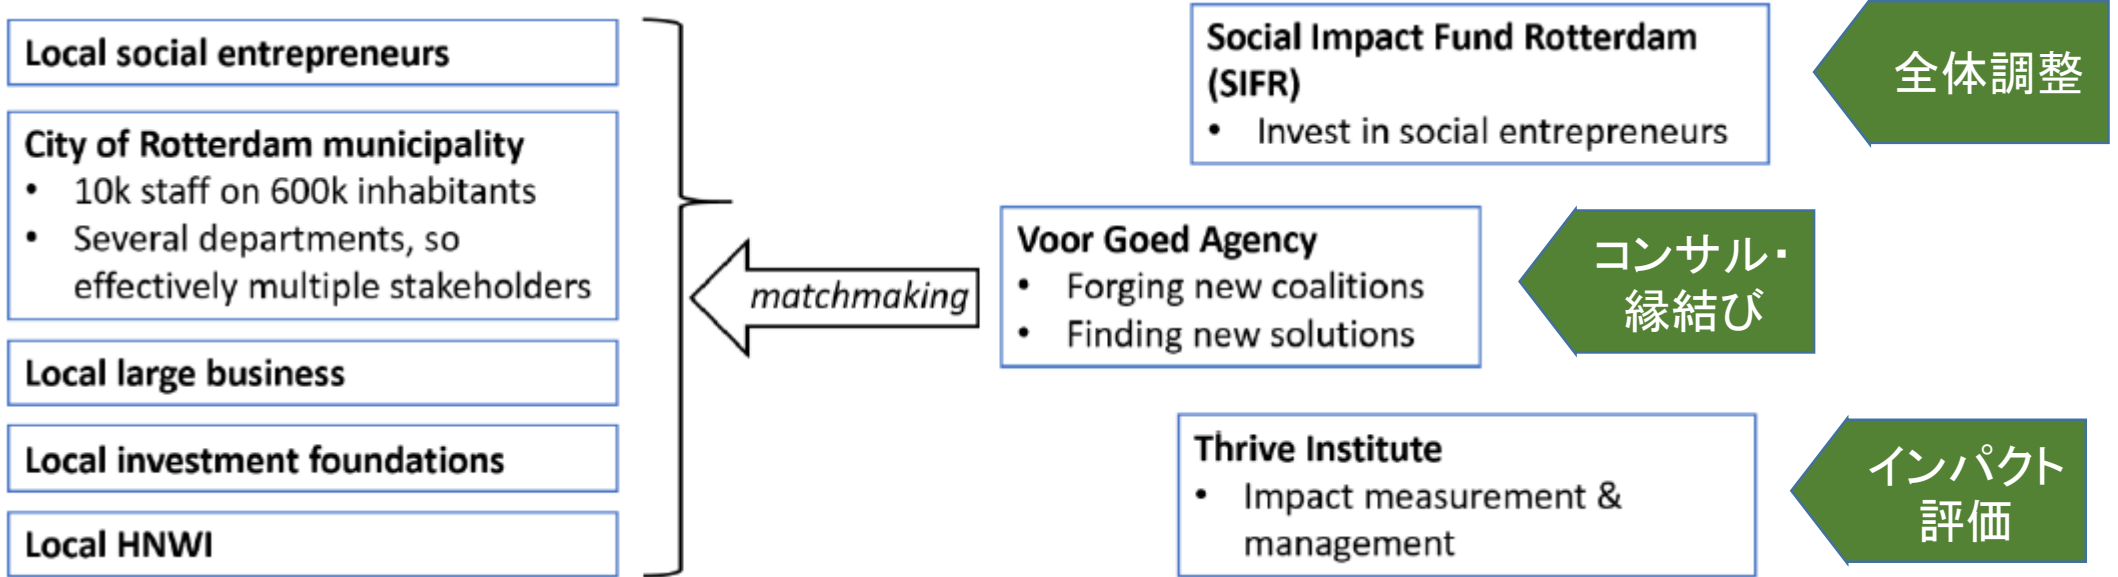 Local social entrepreneurs
City of Rotterdam municipality
• 10k staff on 600k inhabitants
• Several departments, so
effectively multiple stakeholders
Local large business
Local investment foundations
Local HNWI
matchmaking
Social Impact Fund Rotterdam
(SIFR)
• Invest in social entrepreneurs
全体調整
Voor Goed Agency
• Forging new coalitions
• Finding new solutions
コンサル・
縁結び
Thrive Institute
• Impact measurement &
management
インパクト
評価